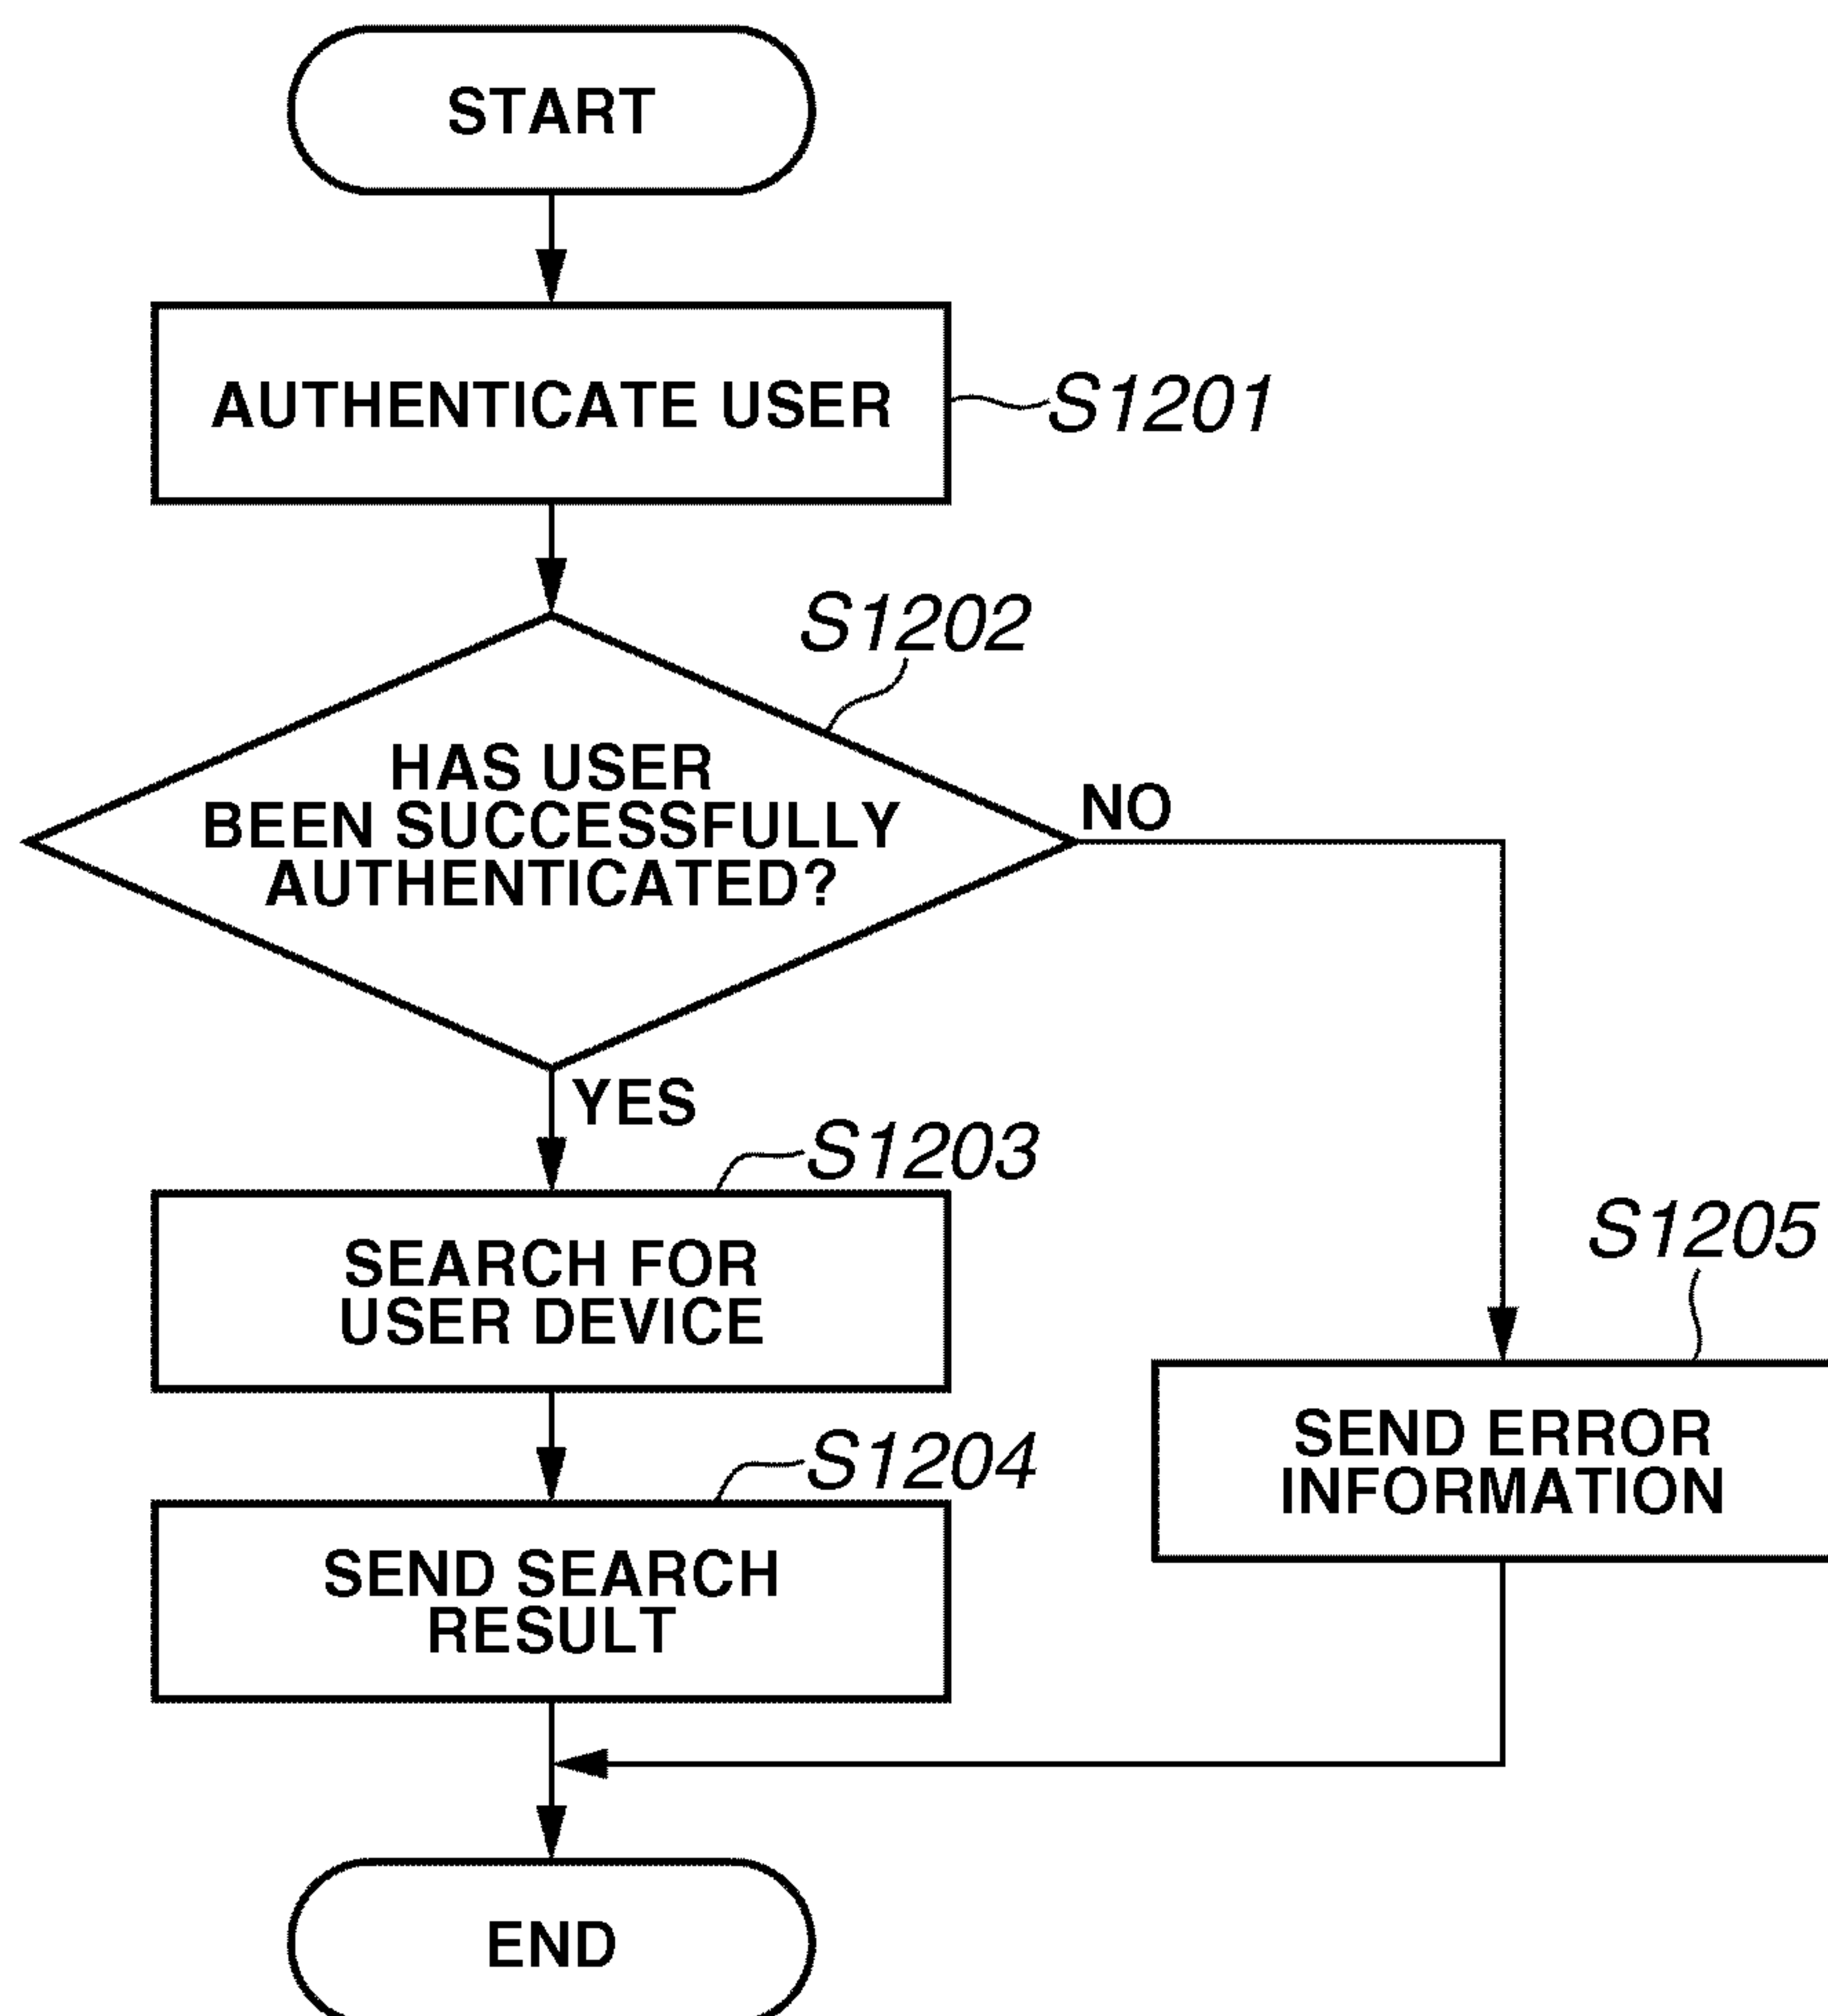 START
AUTHENTICATE USER
S1201
S1202
HAS USER
BEEN SUCCESSFULLY
AUTHENTICATED?
NO
YES
S1203
SEARCH FOR
USER DEVICE
S1205
SEND ERROR
INFORMATION
S1204
SEND SEARCH
RESULT
END